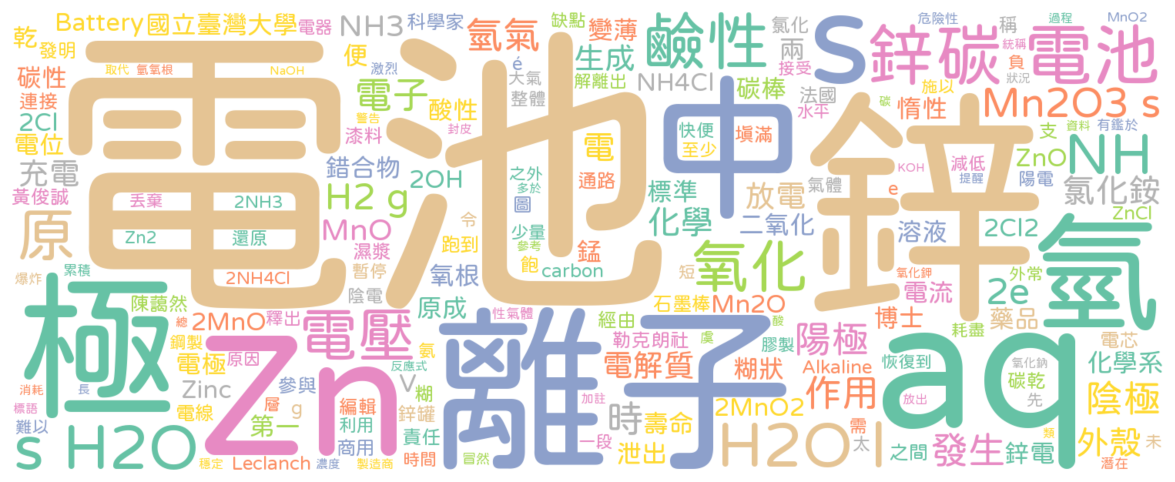 Battery
國立臺灣大學
電器
NH3
科學家
氫氣
缺點
變薄
氯化
鹼性
S
鋅碳
電池
危險性
過程
MnO2
稱
統稱
負
狀況
乾
發明
取代
氫氧根
NaOH
便
激烈
é
生成
大氣
整體
解離出
NH4Cl
兩
接受
碳棒
法國
水平
施以
惰性
Mn2O3 s
碳性
連接
2Cl
電位
電池
電子
警告
漆料
酸性
封皮
電
中
快便
至少
填滿
鋅
碳
資料
有鑑於
支
ZnO
NH
充電
錯合物
2OH
之外
多於
圖
通路
標準
放電
氣體
e
KOH
減低
提醒
陽電
氯化銨
黃俊誠
丟棄
2NH3
H2 g
化學
二氧化
溶液
2Cl2
ZnCl
原
Zn2
還原
MnO
濕漿
跑到
令
少量
參考
飽
錳
氧化
氫
爆炸
累積
2NH4Cl
暫停
氧根
carbon
短
氧化鉀
外常
電流
2e
極
陳藹然
陰電
原成
石墨棒
Mn2O
藥品
釋出
總
2MnO
電壓
離子
性氣體
經由
虞
酸
陽極
博士
耗盡
aq
電芯
鋼製
電極
原因
Zn
反應式
氨
勒克朗社
膠製
電解質
糊狀
Alkaline
恢復到
氧化鈉
化學系
碳乾
先
消耗
長
Zinc
參與
V
糊
加註
作用
放出
類
陰極
標語
電線
層
g
編輯
鋅罐
時
壽命
2MnO2
難以
第一
利用
商用
責任
一段
需
太
之間
發生
鋅電
外殼
未
s
H2O
穩定
Leclanch
濃度
製造商
時間
冒然
泄出
H2O l
潛在